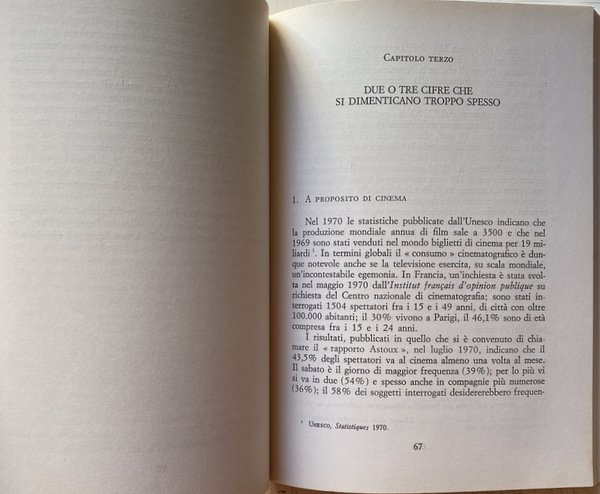 CAPITOLO TERZO
DUE O TRE CIFRE CHE
SI DIMENTICANO TROPPO SPESSO
1. A PROPOSITO DI CINEMA
Nel 1970 le statistiche pubblicate dall'Unesco indicano che
la produzione mondiale annua di film sale a 3500 e che nel
1969 sono stati venduti nel mondo biglietti di cinema per 19 mi-
liardi ¹. In termini globali il « consumo » cinematografico è dun-
que notevole anche se la televisione esercita, su scala mondiale,
un'incontestabile egemonia. In Francia, un'inchiesta è stata svol-
ta nel maggio 1970 dall'Institut français d'opinion publique su
richiesta del Centro nazionale di cinematografia; sono stati in-
terrogati 1504 spettatori fra i 15 e i 49 anni, di città con oltre
100.000 abitanti; il 30% vivono a Parigi, il 46,1% sono di età
compresa fra i 15 e i 24 anni.
I risultati, pubblicati in quello che si è convenuto di chia-
mare il « rapporto Astoux », nel luglio 1970, indicano che il
43,5% degli spettatori va al cinema almeno una volta al mese.
Il sabato è il giorno di maggior frequenza (39%); per lo più vi
si va in due (54%) e spesso anche in compagnie più numerose
(36%); il 58% dei soggetti interrogati desidererebbero frequen-
¹ UNESCO, Statistiques 1970.
67